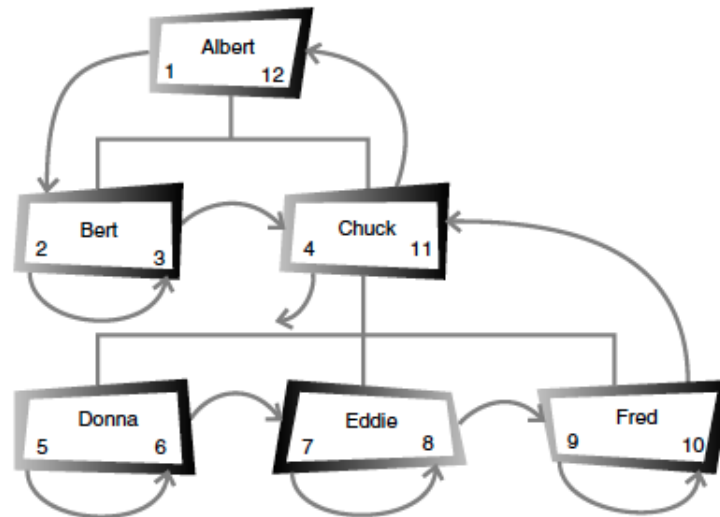 Albert
1 12
Bert
2 3
Chuck
4 11
Donna
5 6
Eddie
7 8
Fred
9 10